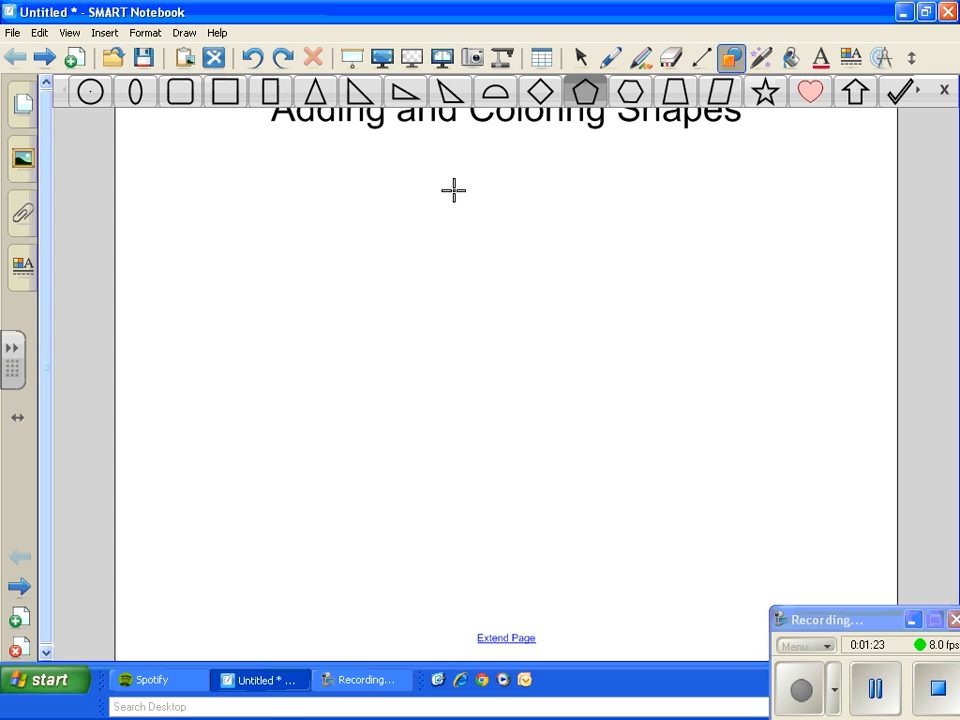 Untitled * - SMART Notebook
File Edit View Insert Format Draw Help
Adding and Coloring Shapes
Extend Page
Recording...
Menu 0:01:23 8.0 fps
start Spotify Untitled * ... Recording...
Search Desktop